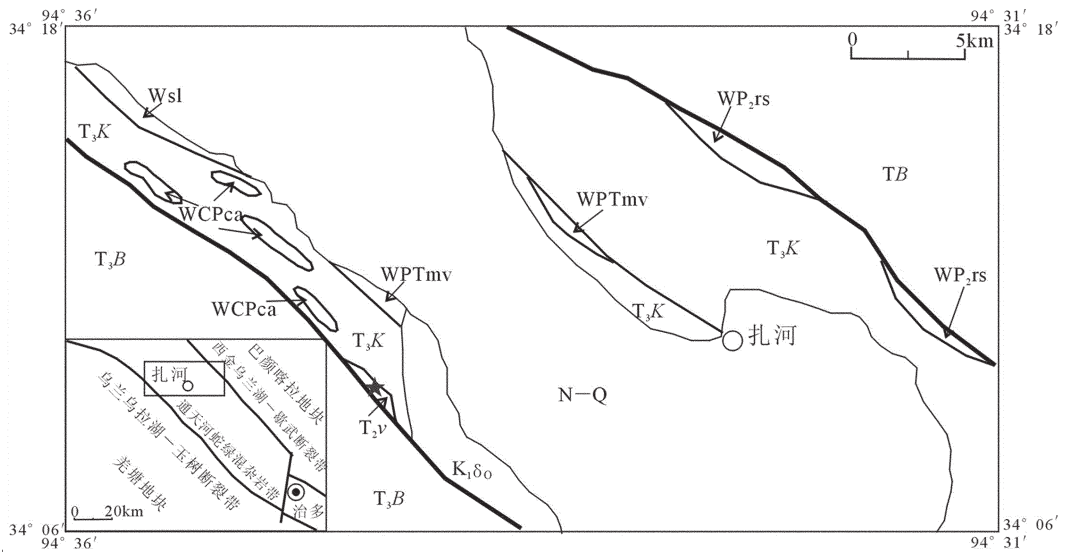 94° 36′
94° 31′
34° 18′
34° 18′
0 5km
Wsl
WP₂rs
T₃K
TB
WCPca
WPTmv
T₃K
T₃B
WPTmv
WP₂rs
WCPca
T₃K
T₃K
扎河
扎河
巴颜喀拉地块
西金乌兰湖－歇武断裂带
通天河蛇绿混杂岩带
乌兰乌拉湖－玉树断裂带
羌塘地块
治多
0 20km
N－Q
T₂v
K₁δo
T₃B
34° 06′
34° 06′
94° 36′
94° 31′